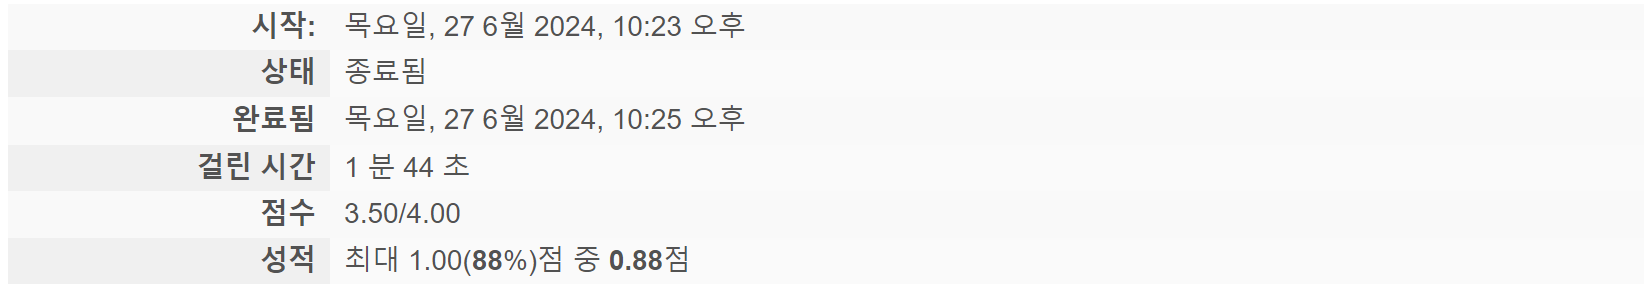 시작: 목요일, 27 6월 2024, 10:23 오후
상태 종료됨
완료됨 목요일, 27 6월 2024, 10:25 오후
걸린 시간 1 분 44 초
점수 3.50/4.00
성적 최대 1.00(88%)점 중 0.88점